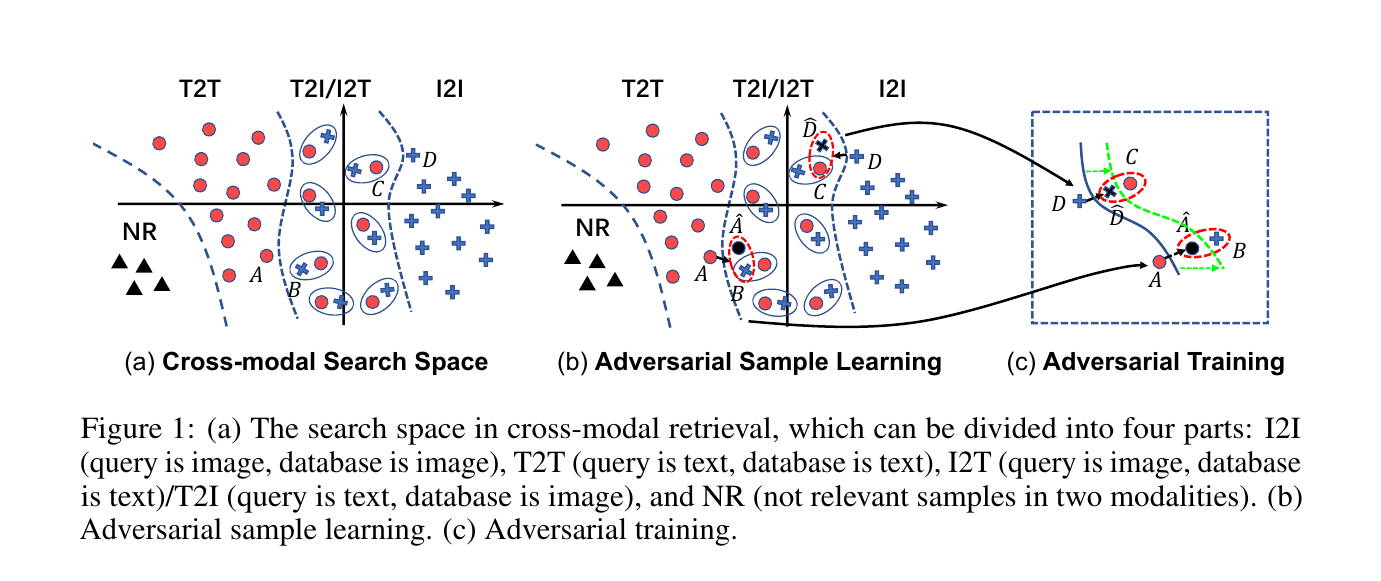 T2T T2I/I2T I2I
D
C
NR
A
B
(a) Cross-modal Search Space
T2T T2I/I2T I2I
D̂
D
C
NR
Â
A
B
(b) Adversarial Sample Learning
C
D
D̂
Â
B
A
(c) Adversarial Training
Figure 1: (a) The search space in cross-modal retrieval, which can be divided into four parts: I2I
(query is image, database is image), T2T (query is text, database is text), I2T (query is image, database
is text)/T2I (query is text, database is image), and NR (not relevant samples in two modalities). (b)
Adversarial sample learning. (c) Adversarial training.